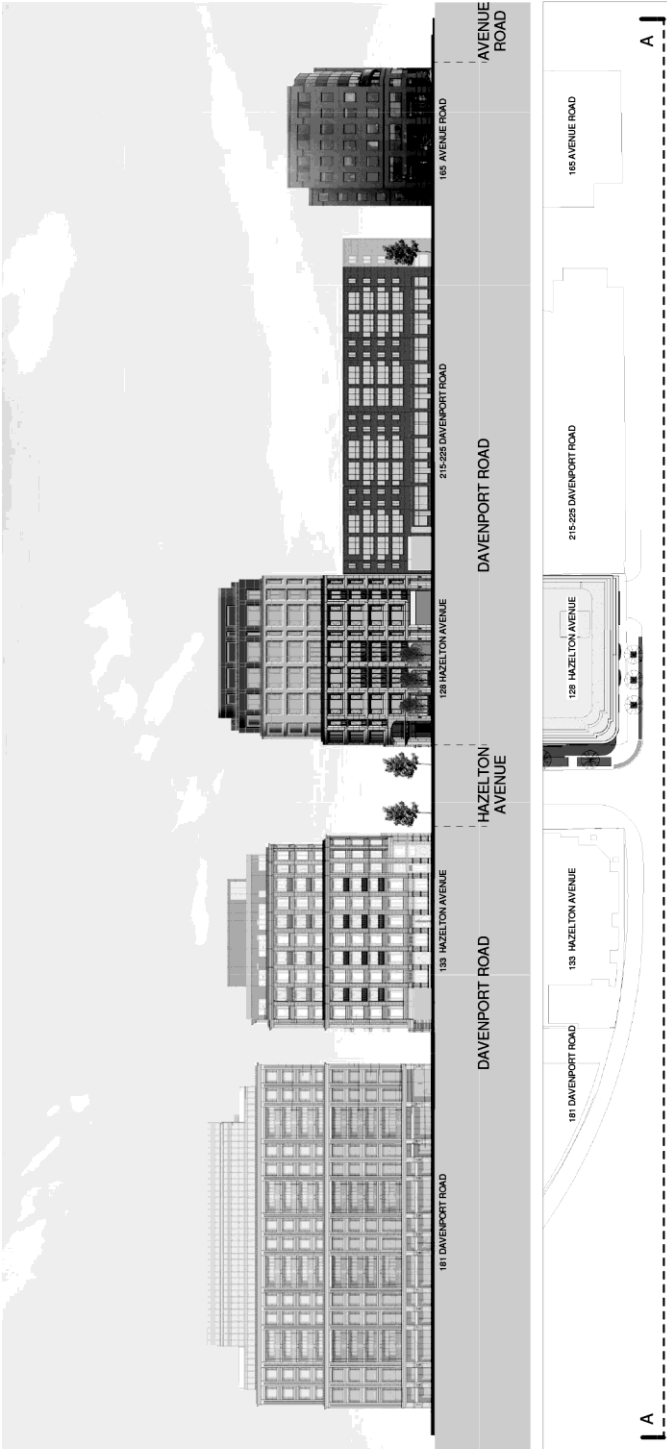 181 DAVENPORT ROAD
133 HAZELTON AVENUE
128 HAZELTON AVENUE
215-225 DAVENPORT ROAD
165 AVENUE ROAD
DAVENPORT ROAD
HAZELTON
AVENUE
DAVENPORT ROAD
AVENUE
ROAD
181 DAVENPORT ROAD
133 HAZELTON AVENUE
128 HAZELTON AVENUE
215-225 DAVENPORT ROAD
165 AVENUE ROAD
A
A